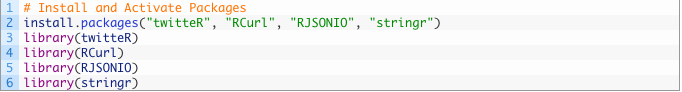 1 # Install and Activate Packages
2 install.packages("twitteR", "RCurl", "RJSONIO", "stringr")
3 library(twitteR)
4 library(RCurl)
5 library(RJSONIO)
6 library(stringr)